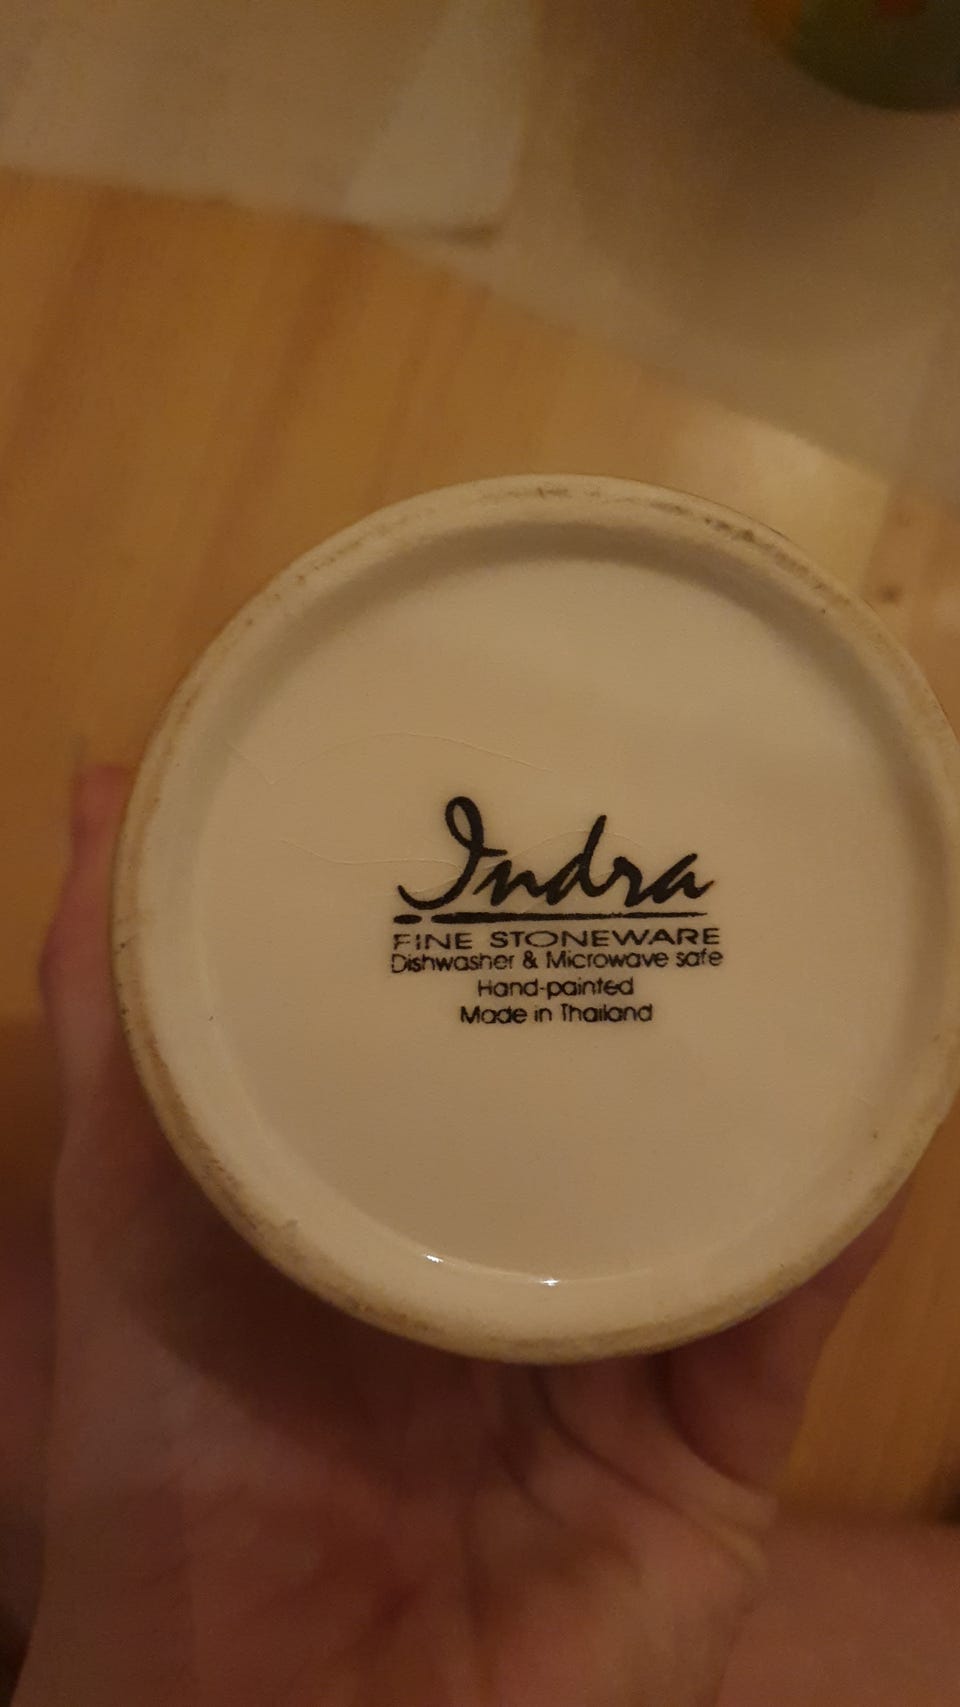 Indra
FINE STONEWARE
Dishwasher & Microwave safe
Hand-painted
Made in Thailand